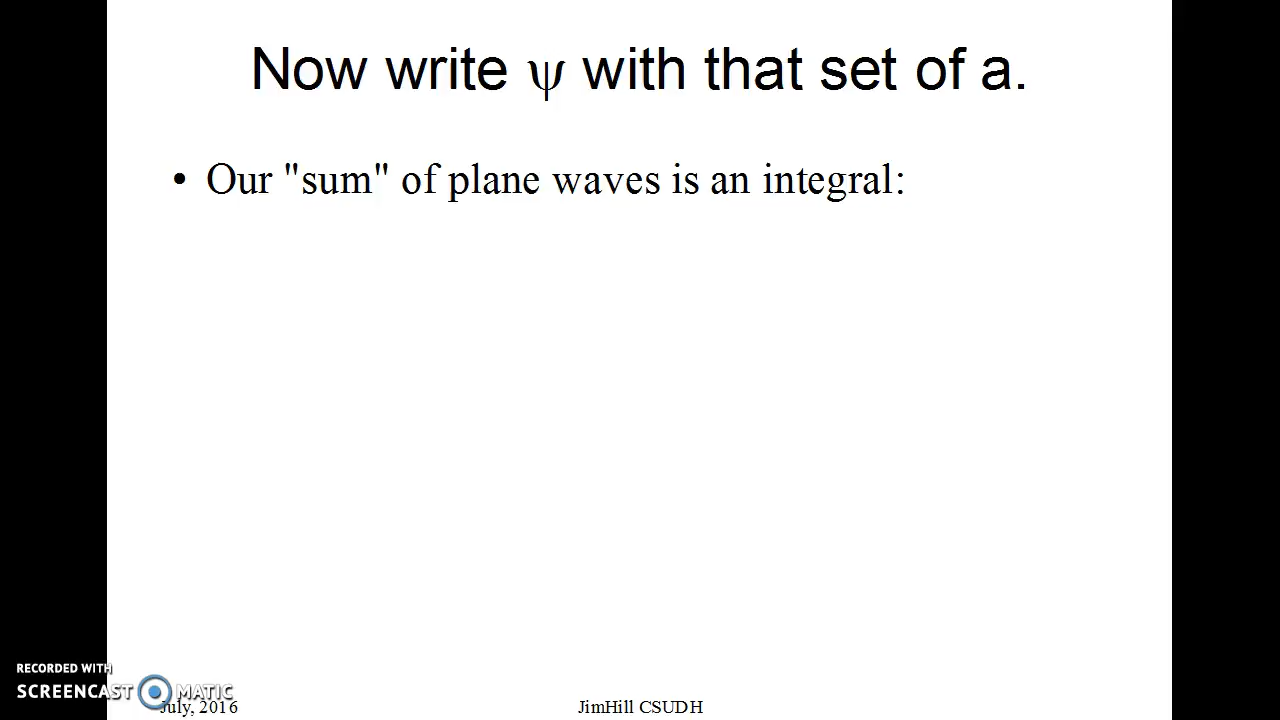 Now write ψ with that set of a.
• Our "sum" of plane waves is an integral:
RECORDED WITH
SCREENCAST MATIC
July, 2016
JimHill CSUDH